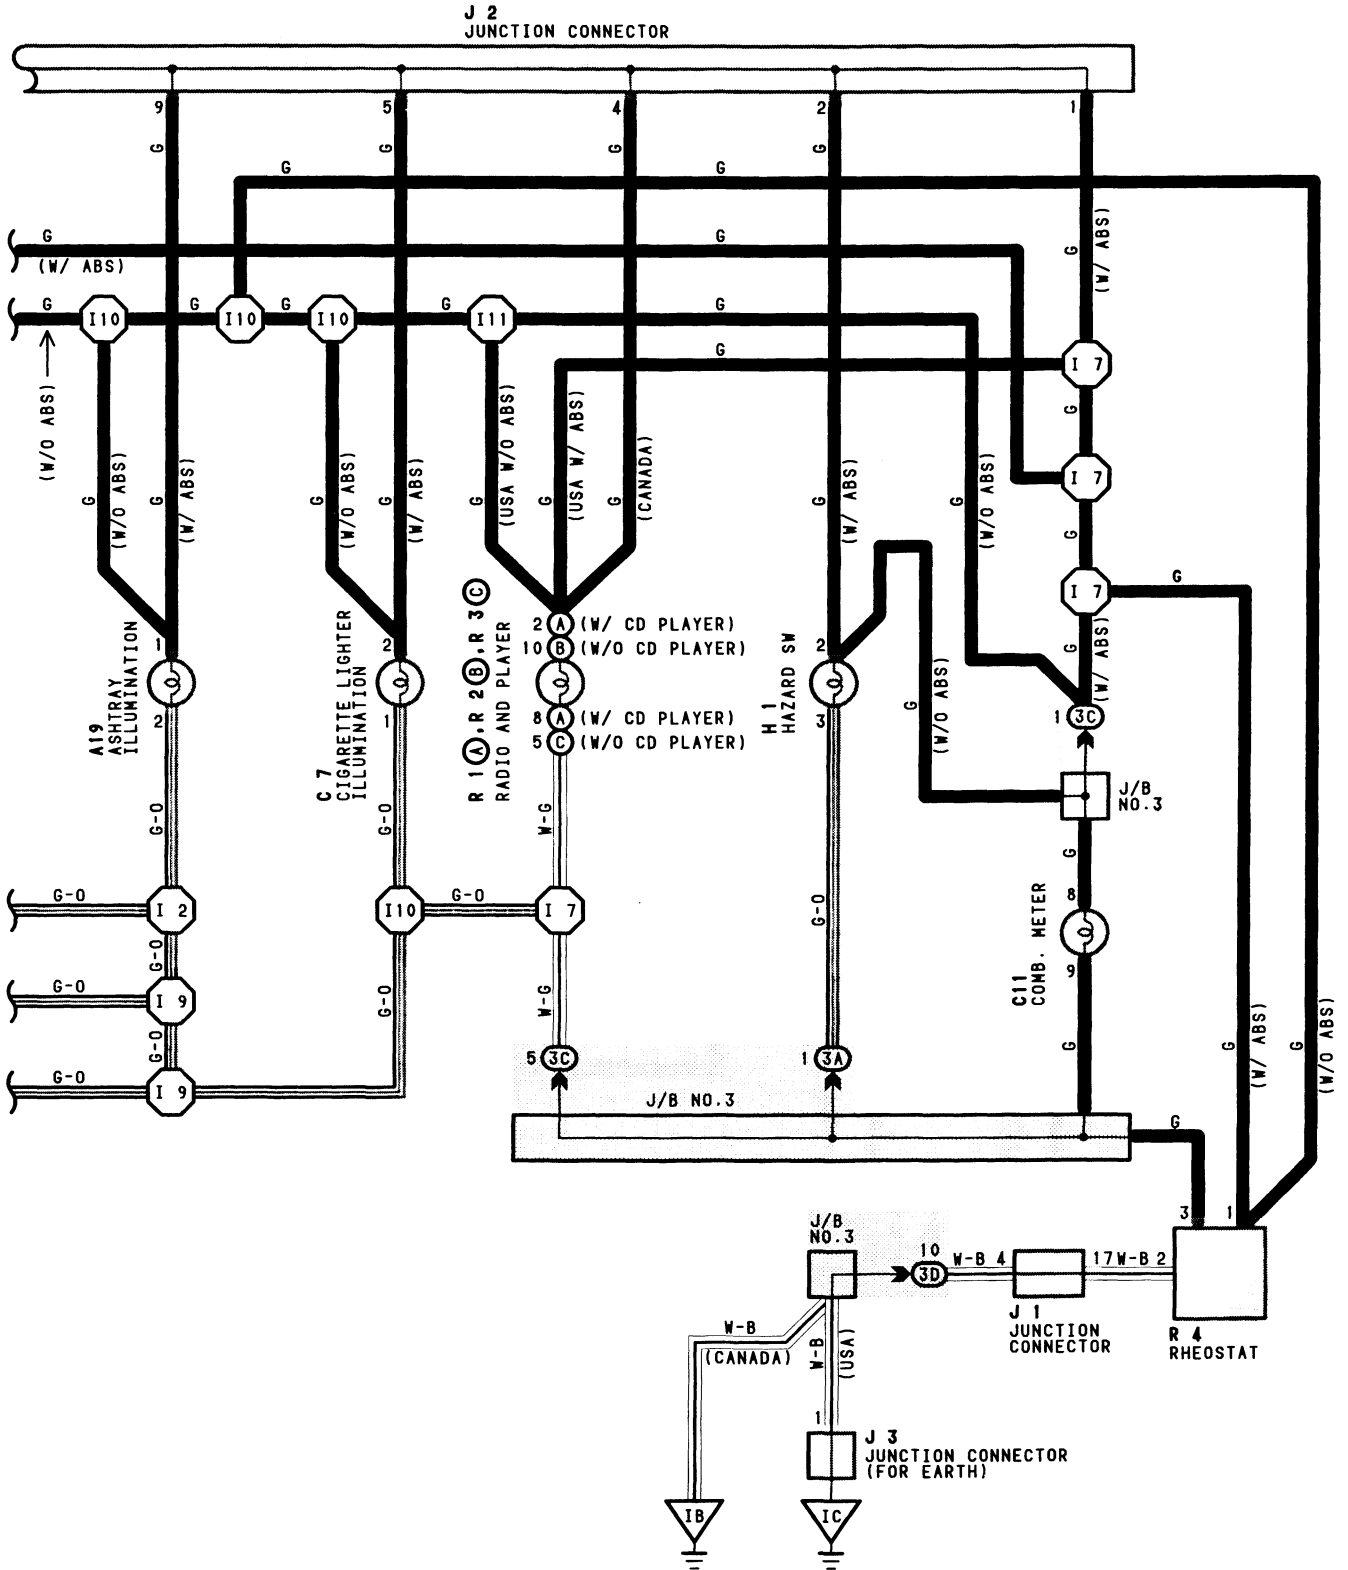 J 2
JUNCTION CONNECTOR
9
5
4
2
1
G
G
G
G
G
G
G
(W/ ABS)
G
(W/ ABS)
G
G
G
G
G
G
I10
I10
I10
I11
G
I 7
(W/O ABS)
G
(W/O ABS)
G
(W/ ABS)
G
(W/O ABS)
G
(W/ ABS)
G
(USA W/O ABS)
G
(USA W/ ABS)
G
(CANADA)
G
(W/ ABS)
G
(W/O ABS)
G
I 7
G
I 7
G
G
(W/ ABS)
1
A19
ASHTRAY
ILLUMINATION
2
2
C 7
CIGARETTE LIGHTER
ILLUMINATION
1
2 A (W/ CD PLAYER)
10 B (W/O CD PLAYER)
R 1 A, R 2 B, R 3 C
RADIO AND PLAYER
8 A (W/ CD PLAYER)
5 C (W/O CD PLAYER)
2
H 1
HAZARD SW
3
G
(W/O ABS)
1 3C
J/B
NO.3
G
8
C11
COMB. METER
9
G-O
G-O
W-G
G-O
G-O
I 2
I10
G-O
I 7
G-O
G-O
I 9
G-O
W-G
G-O
G-O
I 9
5 3C
1 3A
G
G
(W/ ABS)
G
(W/O ABS)
J/B NO.3
G
3
1
J/B
NO.3
10
3D
W-B 4
17 W-B 2
J 1
JUNCTION
CONNECTOR
R 4
RHEOSTAT
W-B
(CANADA)
W-B
(USA)
1
J 3
JUNCTION CONNECTOR
(FOR EARTH)
IB
IC